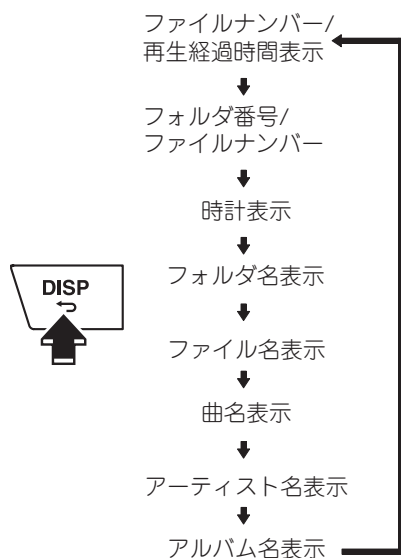 ファイルナンバー/
再生経過時間表示
フォルダ番号/
ファイルナンバー
時計表示
フォルダ名表示
DISP
ファイル名表示
曲名表示
アーティスト名表示
アルバム名表示